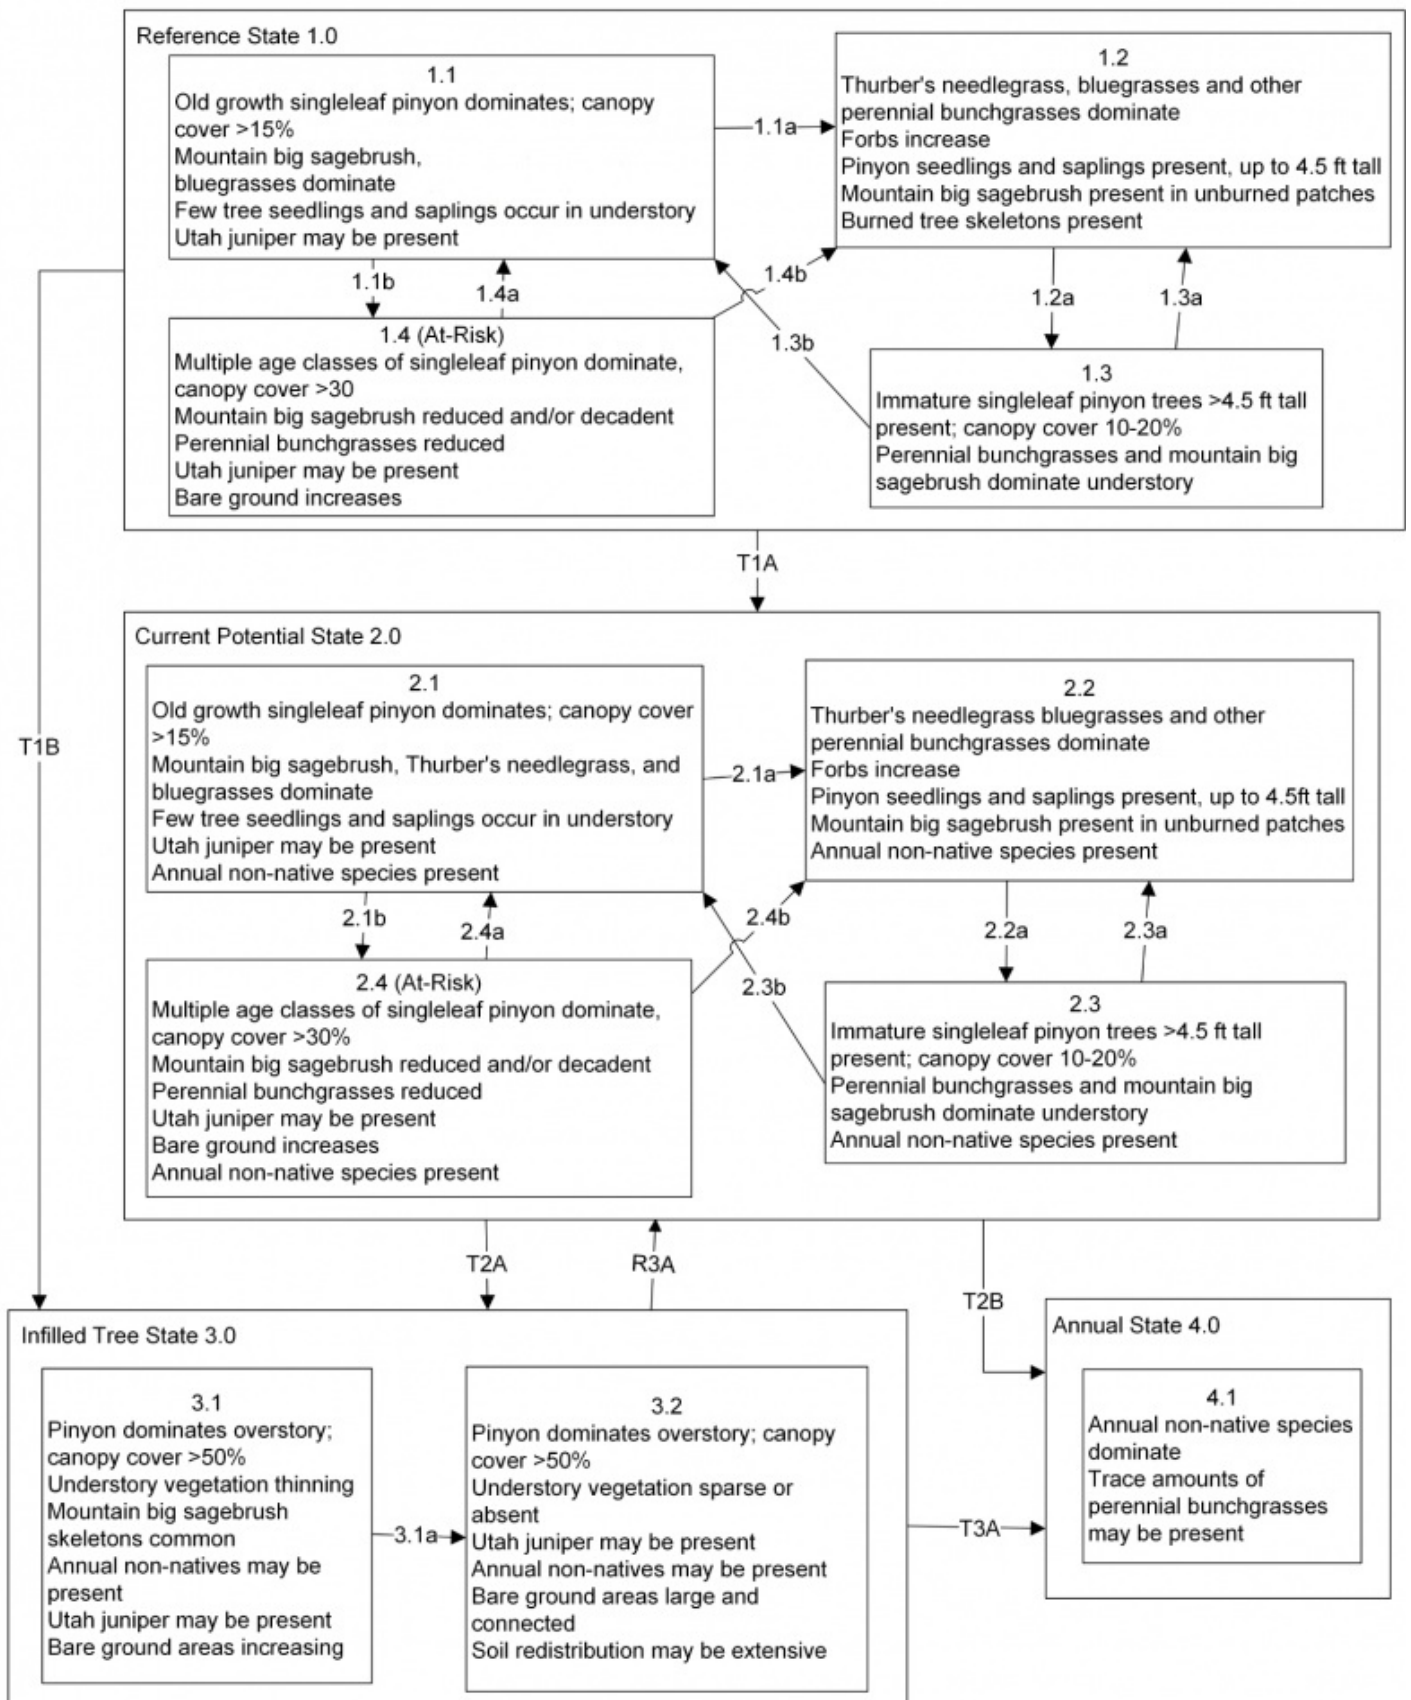 Reference State 1.0
1.1
Old growth singleleaf pinyon dominates; canopy
cover >15%
Mountain big sagebrush,
bluegrasses dominate
Few tree seedlings and saplings occur in understory
Utah juniper may be present
1.1a
1.2
Thurber's needlegrass, bluegrasses and other
perennial bunchgrasses dominate
Forbs increase
Pinyon seedlings and saplings present, up to 4.5 ft tall
Mountain big sagebrush present in unburned patches
Burned tree skeletons present
1.1b
1.4a
1.4b
1.3b
1.2a
1.3a
1.4 (At-Risk)
Multiple age classes of singleleaf pinyon dominate,
canopy cover >30
Mountain big sagebrush reduced and/or decadent
Perennial bunchgrasses reduced
Utah juniper may be present
Bare ground increases
1.3
Immature singleleaf pinyon trees >4.5 ft tall
present; canopy cover 10-20%
Perennial bunchgrasses and mountain big
sagebrush dominate understory
T1A
T1B
Current Potential State 2.0
2.1
Old growth singleleaf pinyon dominates; canopy cover
>15%
Mountain big sagebrush, Thurber's needlegrass, and
bluegrasses dominate
Few tree seedlings and saplings occur in understory
Utah juniper may be present
Annual non-native species present
2.1a
2.2
Thurber's needlegrass bluegrasses and other
perennial bunchgrasses dominate
Forbs increase
Pinyon seedlings and saplings present, up to 4.5ft tall
Mountain big sagebrush present in unburned patches
Annual non-native species present
2.1b
2.4a
2.4b
2.3b
2.2a
2.3a
2.4 (At-Risk)
Multiple age classes of singleleaf pinyon dominate,
canopy cover >30%
Mountain big sagebrush reduced and/or decadent
Perennial bunchgrasses reduced
Utah juniper may be present
Bare ground increases
Annual non-native species present
2.3
Immature singleleaf pinyon trees >4.5 ft tall
present; canopy cover 10-20%
Perennial bunchgrasses and mountain big
sagebrush dominate understory
Annual non-native species present
T2A
R3A
T2B
Infilled Tree State 3.0
3.1
Pinyon dominates overstory;
canopy cover >50%
Understory vegetation thinning
Mountain big sagebrush
skeletons common
Annual non-natives may be
present
Utah juniper may be present
Bare ground areas increasing
3.1a
3.2
Pinyon dominates overstory; canopy
cover >50%
Understory vegetation sparse or
absent
Utah juniper may be present
Annual non-natives may be present
Bare ground areas large and
connected
Soil redistribution may be extensive
T3A
Annual State 4.0
4.1
Annual non-native species
dominate
Trace amounts of
perennial bunchgrasses
may be present